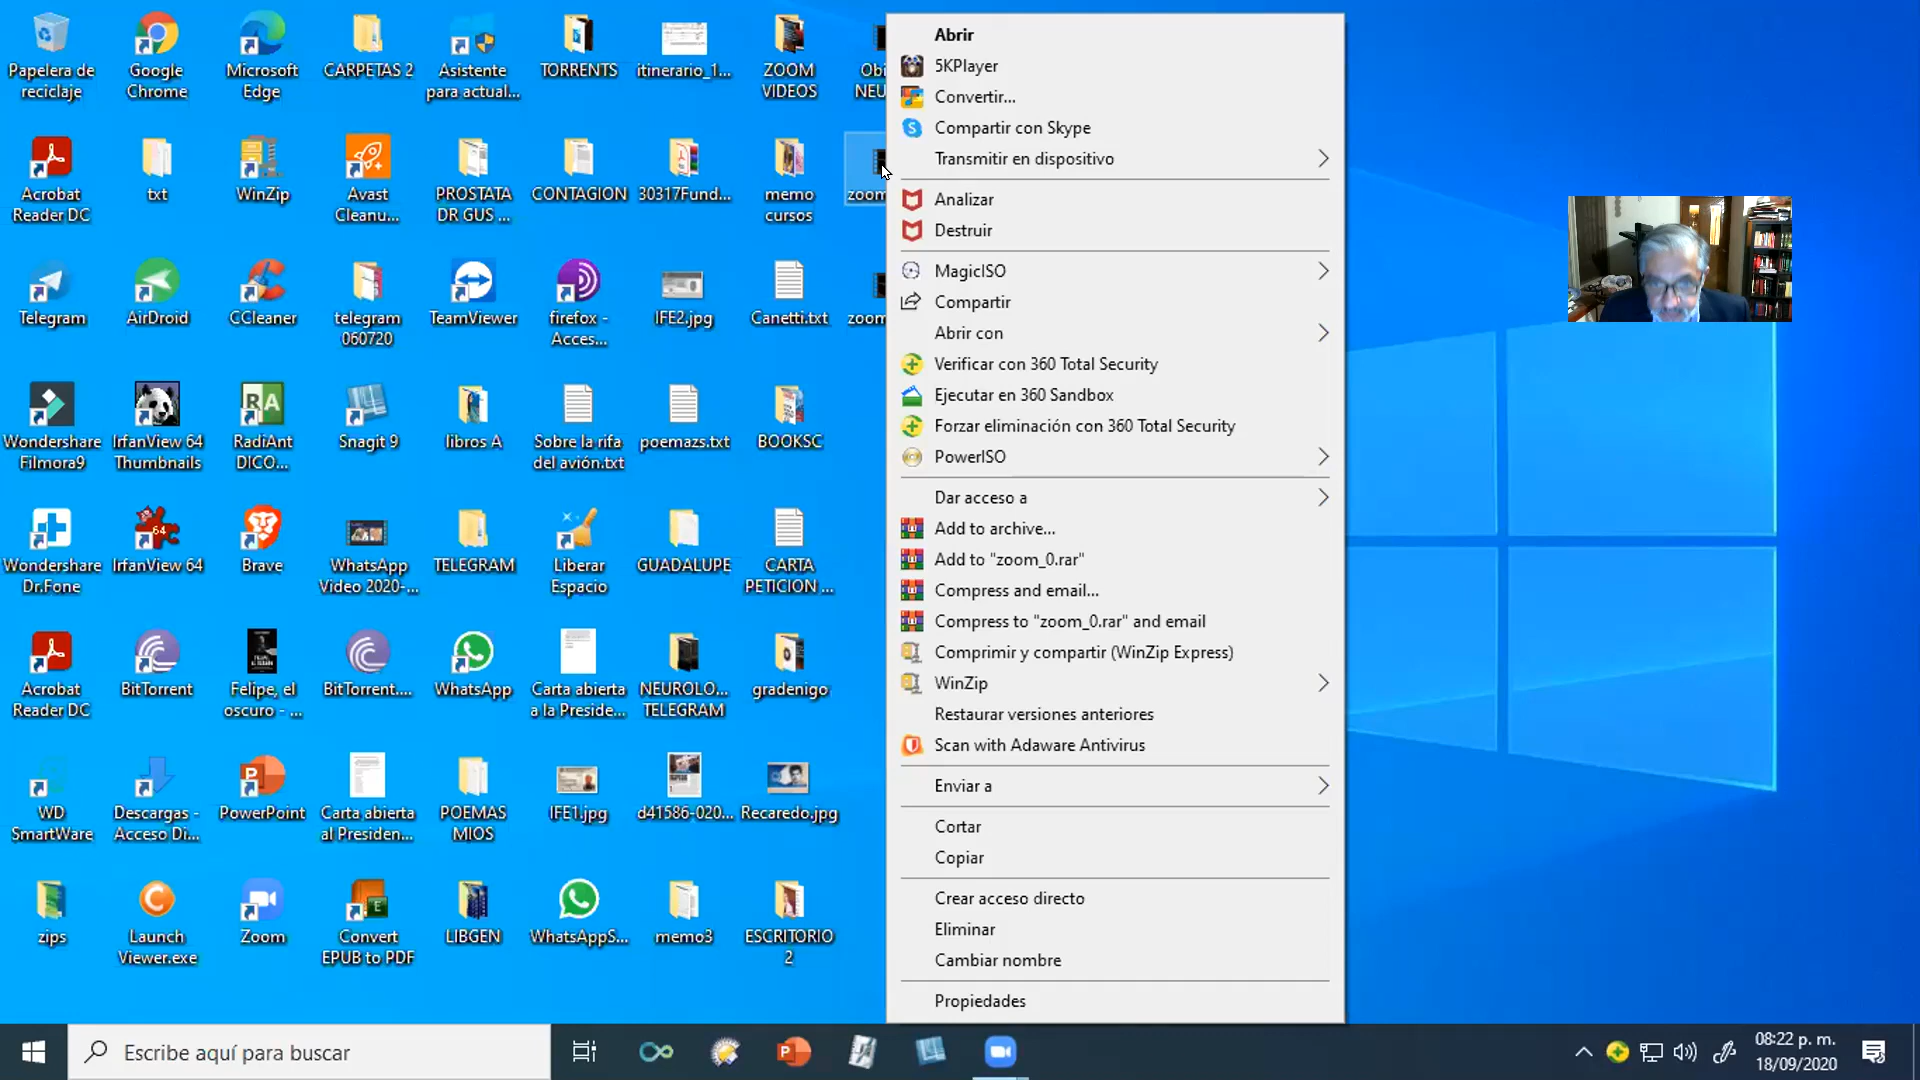 Papelera de
reciclaje
Google
Chrome
Microsoft
Edge
CARPETAS 2
Asistente
para actual...
TORRENTS
itinerario_1...
ZOOM
VIDEOS
Acrobat
Reader DC
txt
WinZip
Avast
Cleanu...
PROSTATA
DR GUS ...
CONTAGION
30317Fund...
memo
cursos
zoom
Telegram
AirDroid
CCleaner
telegram
060720
TeamViewer
firefox -
Acces...
IFE2.jpg
Canetti.txt
zoom
Wondershare
Filmora9
IrfanView 64
Thumbnails
RadiAnt
DICO...
Snagit 9
libros A
Sobre la rifa
del avión.txt
poemazs.txt
BOOKSC
Wondershare
Dr.Fone
IrfanView 64
Brave
WhatsApp
Video 2020-...
TELEGRAM
Liberar
Espacio
GUADALUPE
CARTA
PETICION ...
Acrobat
Reader DC
BitTorrent
Felipe, el
oscuro - ...
BitTorrent....
WhatsApp
Carta abierta
a la Preside...
NEUROLO...
TELEGRAM
gradenigo
WD
SmartWare
Descargas -
Acceso Di...
PowerPoint
Carta abierta
al Presiden...
POEMAS
MIOS
IFE1.jpg
d41586-020...
Recaredo.jpg
zips
Launch
Viewer.exe
Zoom
Convert
EPUB to PDF
LIBGEN
WhatsAppS...
memo3
ESCRITORIO
2
Abrir
5KPlayer
Convertir...
Compartir con Skype
Transmitir en dispositivo
Analizar
Destruir
MagicISO
Compartir
Abrir con
Verificar con 360 Total Security
Ejecutar en 360 Sandbox
Forzar eliminación con 360 Total Security
PowerISO
Dar acceso a
Add to archive...
Add to "zoom_0.rar"
Compress and email...
Compress to "zoom_0.rar" and email
Comprimir y compartir (WinZip Express)
WinZip
Restaurar versiones anteriores
Scan with Adaware Antivirus
Enviar a
Cortar
Copiar
Crear acceso directo
Eliminar
Cambiar nombre
Propiedades
Escribe aquí para buscar
08:22 p. m.
18/09/2020